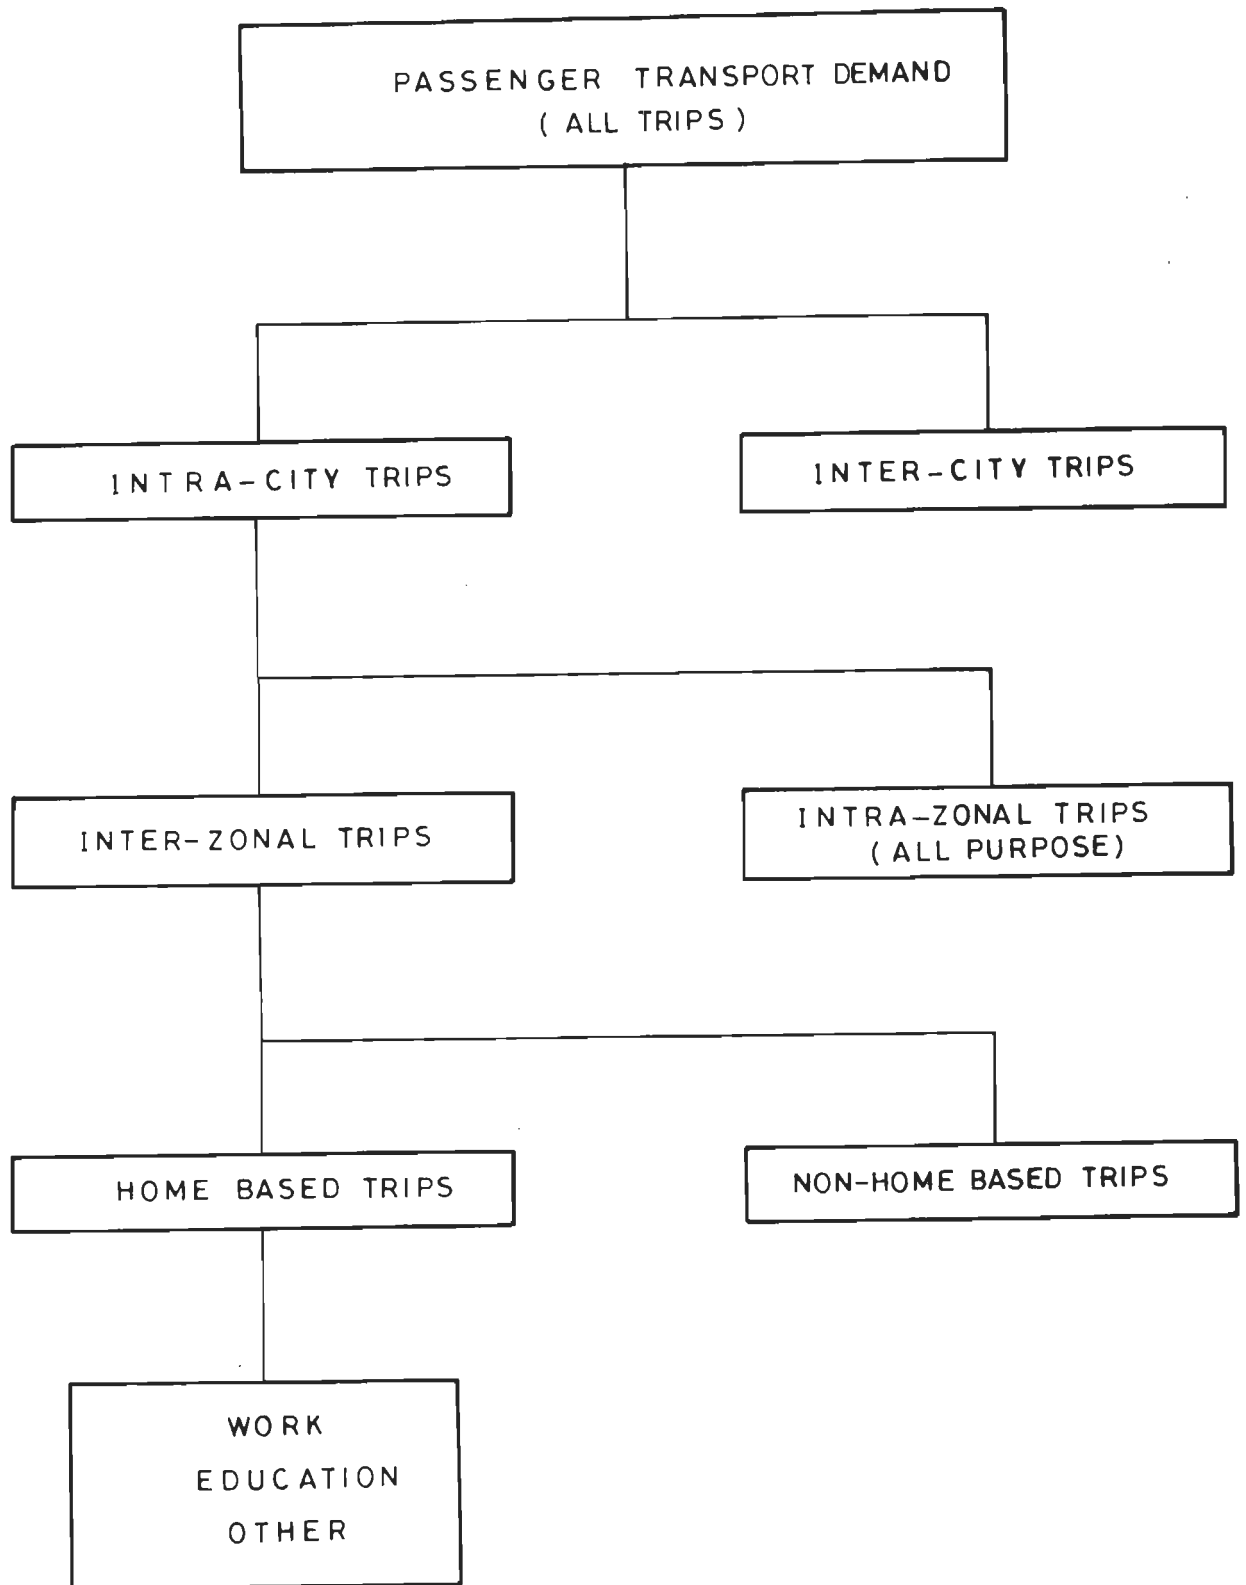 PASSENGER TRANSPORT DEMAND
( ALL TRIPS )
INTRA-CITY TRIPS
INTER-CITY TRIPS
INTER-ZONAL TRIPS
INTRA-ZONAL TRIPS
( ALL PURPOSE)
HOME BASED TRIPS
NON-HOME BASED TRIPS
WORK
EDUCATION
OTHER